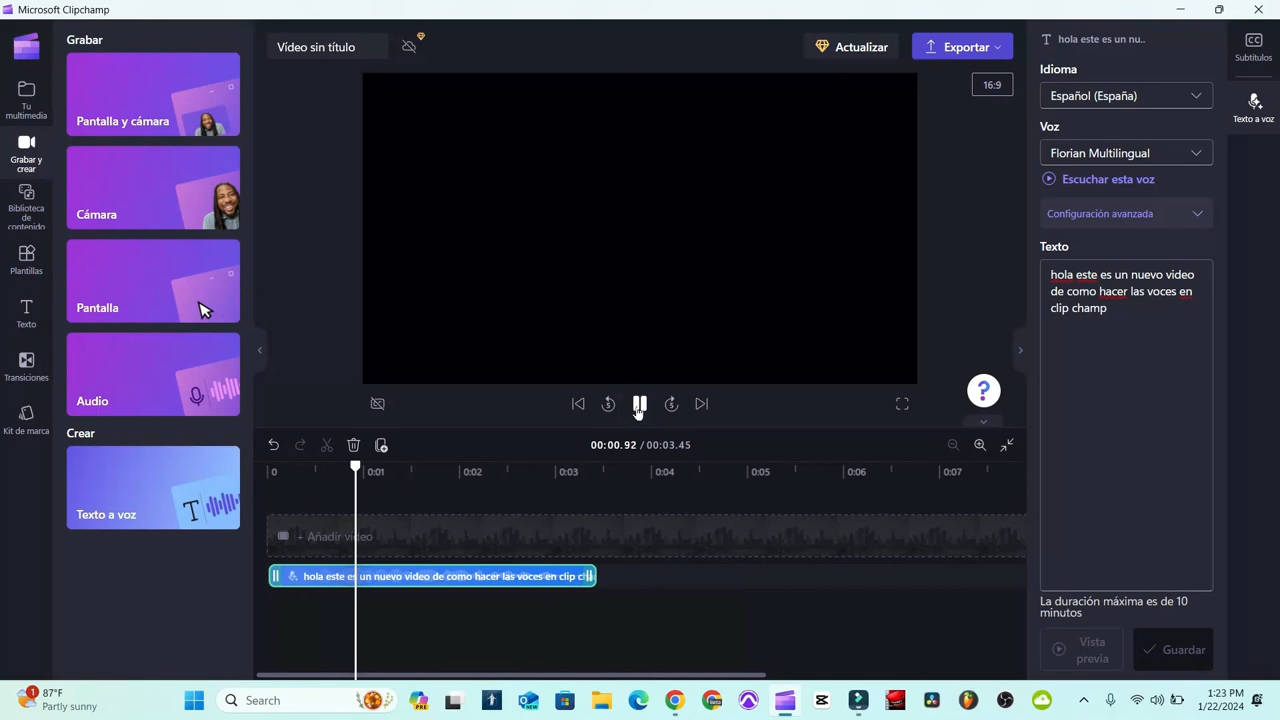 Microsoft Clipchamp
Grabar
Pantalla y cámara
Cámara
Pantalla
Audio
Crear
Texto a voz
Tu
multimedia
Grabar y
crear
Biblioteca
de
contenido
Plantillas
Texto
Transiciones
Kit de marca
Vídeo sin título
Actualizar
Exportar
16:9
5
5
?
00:00.92 / 00:03.45
0
0:01
0:02
0:03
0:04
0:05
0:06
0:07
+ Añadir vídeo
hola este es un nuevo video de como hacer las voces en clip ch
hola este es un nu..
Idioma
Español (España)
Voz
Florian Multilingual
Escuchar esta voz
Configuración avanzada
Texto
hola este es un nuevo video
de como hacer las voces en
clip champ
La duración máxima es de 10
minutos
Vista
previa
Guardar
Subtítulos
Texto a voz
1
87°F
Partly sunny
Search
PRE
NEW
Beta
1:23 PM
1/22/2024